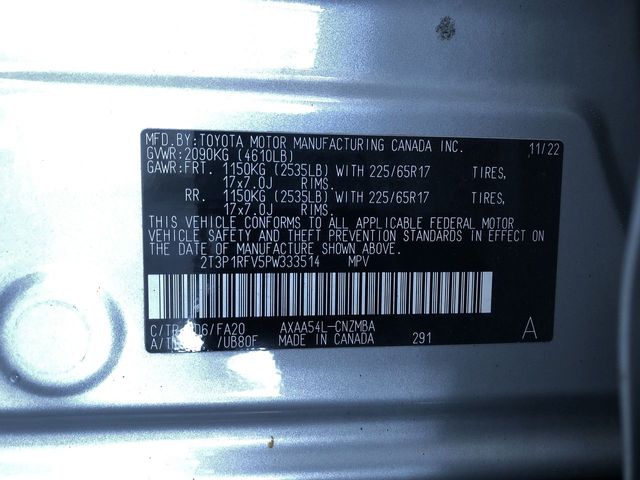 MFD.BY:TOYOTA MOTOR MANUFACTURING CANADA INC. 11/22
GVWR:2090KG (4610LB)
GAWR:FRT. 1150KG (2535LB) WITH 225/65R17 TIRES,
17x7.0J RIMS.
RR. 1150KG (2535LB) WITH 225/65R17 TIRES,
17x7.0J RIMS.
THIS VEHICLE CONFORMS TO ALL APPLICABLE FEDERAL MOTOR
VEHICLE SAFETY AND THEFT PREVENTION STANDARDS IN EFFECT ON
THE DATE OF MANUFACTURE SHOWN ABOVE.
2T3P1RFV5PW333514 MPV
/FA20 AXAA54L-CNZMBA
/UB80F MADE IN CANADA 291 A